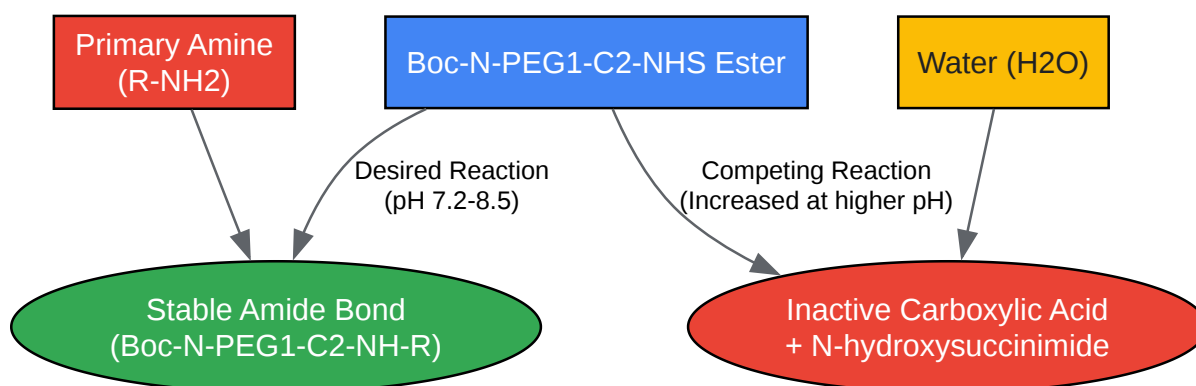 Primary Amine
(R-NH2)
Boc-N-PEG1-C2-NHS Ester
Water (H2O)
Desired Reaction
(pH 7.2-8.5)
Competing Reaction
(Increased at higher pH)
Stable Amide Bond
(Boc-N-PEG1-C2-NH-R)
Inactive Carboxylic Acid
+ N-hydroxysuccinimide